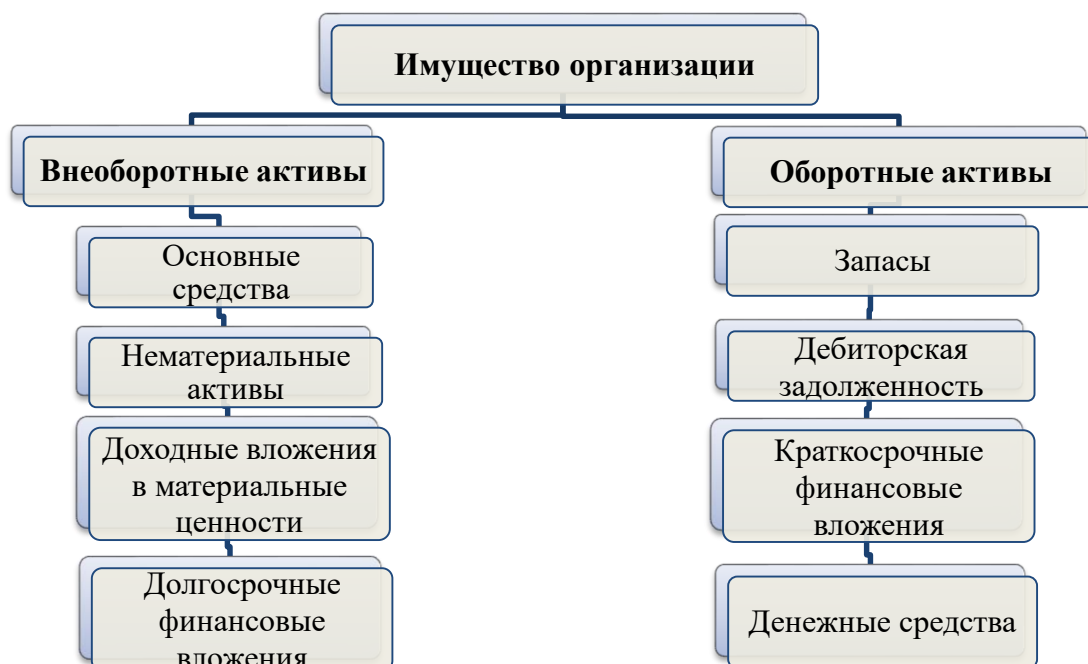 Имущество организации
Внеоборотные активы
Основные
средства
Нематериальные
активы
Доходные вложения
в материальные
ценности
Долгосрочные
финансовые
вложения
Оборотные активы
Запасы
Дебиторская
задолженность
Краткосрочные
финансовые
вложения
Денежные средства